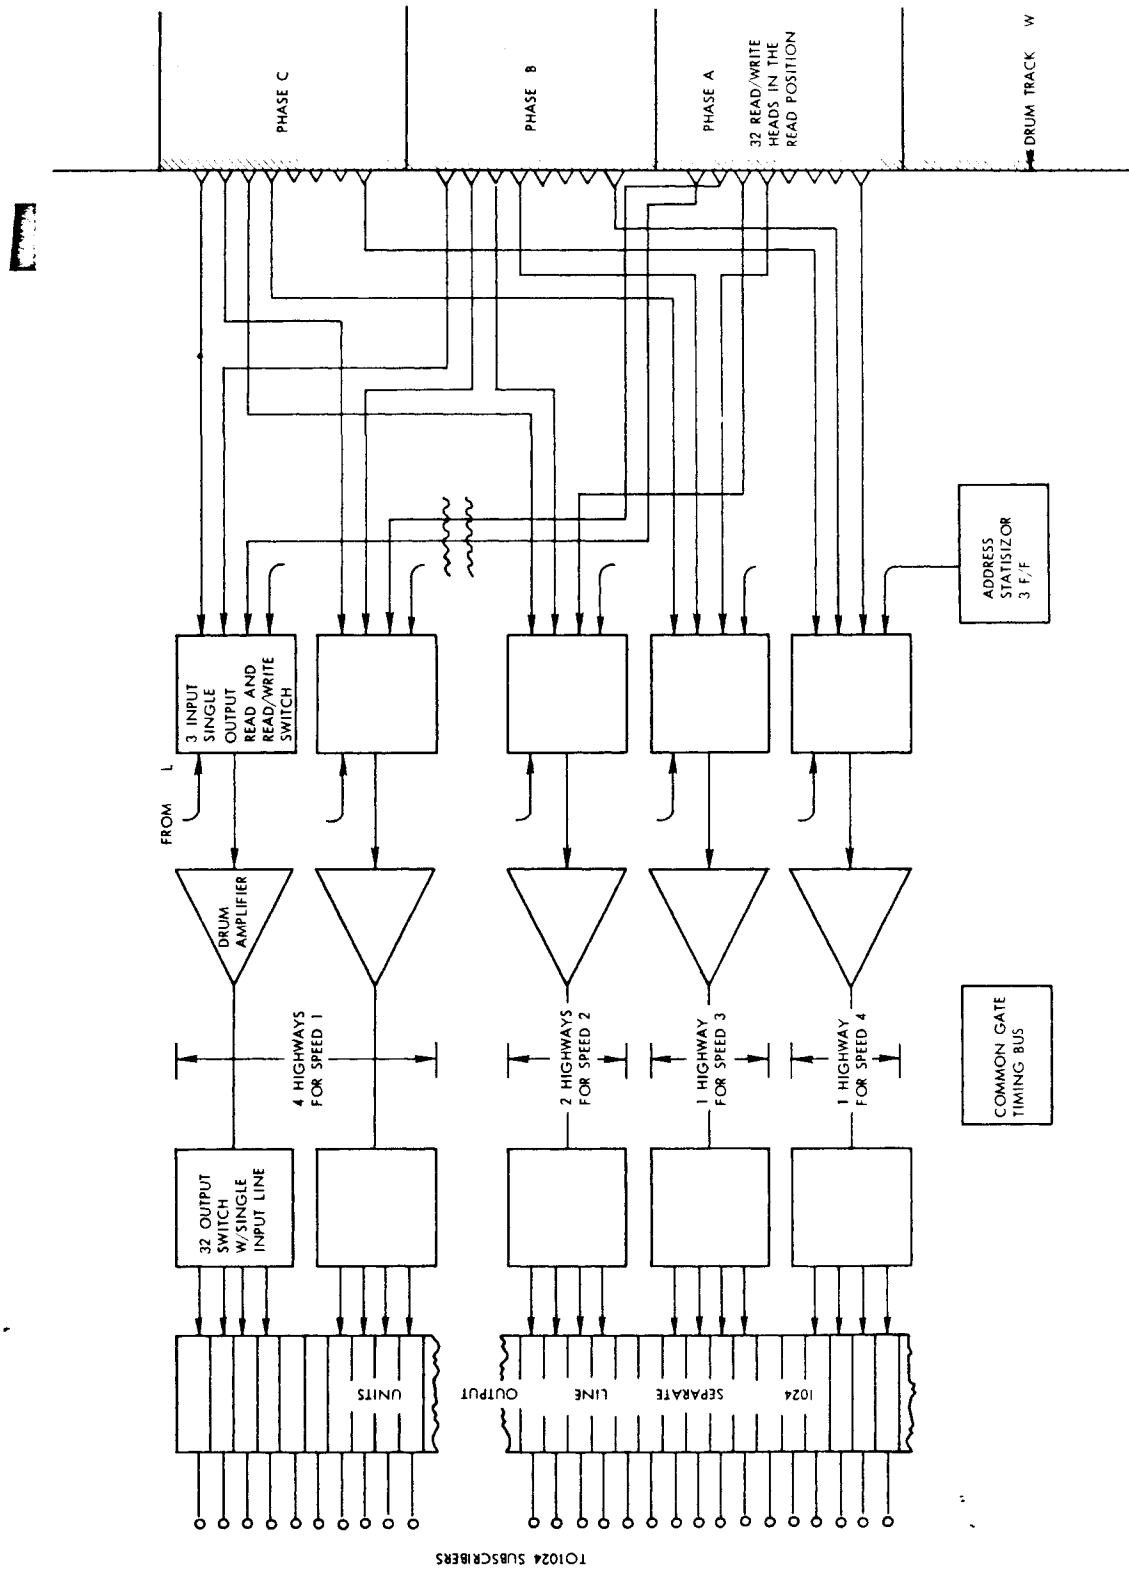 PHASE C
PHASE B
PHASE A
32 READ/WRITE
HEADS IN THE
READ POSITION
DRUM TRACK W
3 INPUT
SINGLE
OUTPUT
READ AND
READ/WRITE
SWITCH
FROM L
ADDRESS
STATISIZOR
3 F/F
DRUM
AMPLIFIER
4 HIGHWAYS
FOR SPEED 1
2 HIGHWAYS
FOR SPEED 2
1 HIGHWAY
FOR SPEED 3
1 HIGHWAY
FOR SPEED 4
COMMON GATE
TIMING BUS
32 OUTPUT
SWITCH
W/SINGLE
INPUT LINE
1024 SEPARATE LINE OUTPUT UNITS
TO1024 SUBSCRIBERS